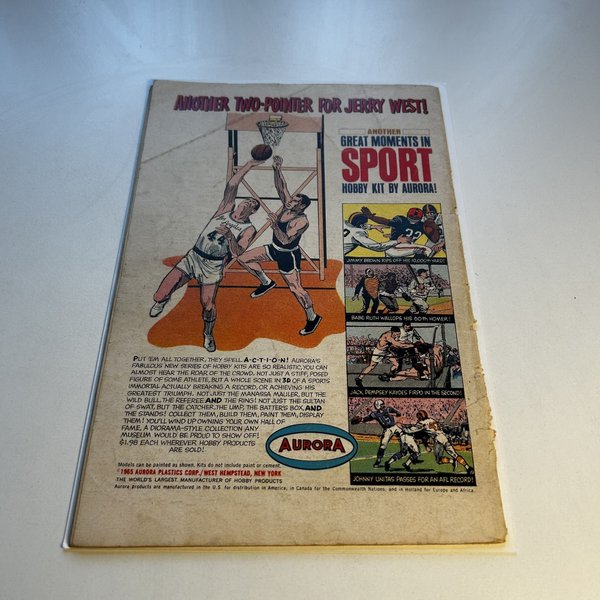 ANOTHER TWO-POINTER FOR JERRY WEST!
ANOTHER
GREAT MOMENTS IN
SPORT
HOBBY KIT BY AURORA!
44
32
JIMMY BROWN RIPS OFF HIS 10,000TH YARD!
BABE RUTH WALLOPS HIS 60TH HOMER!
JACK DEMPSEY KAYOES FIRPO IN THE SECOND!
JOHNNY UNITAS PASSES FOR AN AFL RECORD!
PUT 'EM ALL TOGETHER, THEY SPELL A-C-T-I-O-N! AURORA'S
FABULOUS NEW SERIES OF HOBBY KITS ARE SO REALISTIC, YOU CAN
ALMOST HEAR THE ROAR OF THE CROWD. NOT JUST A STIFF, POSED
FIGURE OF SOME ATHLETE, BUT A WHOLE SCENE IN 3D OF A SPORTS
IMMORTAL ACTUALLY BREAKING A RECORD, OR ACHIEVING HIS
GREATEST TRIUMPH. NOT JUST THE MANASSA MAULER, BUT THE
WILD BULL, THE REFEREE AND THE RING! NOT JUST THE SULTAN
OF SWAT, BUT THE CATCHER, THE UMP, THE BATTER'S BOX, AND
THE STANDS! COLLECT THEM, BUILD THEM, PAINT THEM, DISPLAY
THEM! YOU'LL WIND UP OWNING YOUR OWN HALL OF
FAME, A DIORAMA-STYLE COLLECTION ANY
MUSEUM WOULD BE PROUD TO SHOW OFF!
$1.98 EACH WHEREVER HOBBY PRODUCTS
ARE SOLD!
AURORA
Models can be painted as shown. Kits do not include paint or cement.
© 1965 AURORA PLASTICS CORP., WEST HEMPSTEAD, NEW YORK
THE WORLD'S LARGEST MANUFACTURER OF HOBBY PRODUCTS
Aurora products are manufactured in the U.S. for distribution in America, in Canada for the Commonwealth Nations, and in Holland for Europe and Africa.